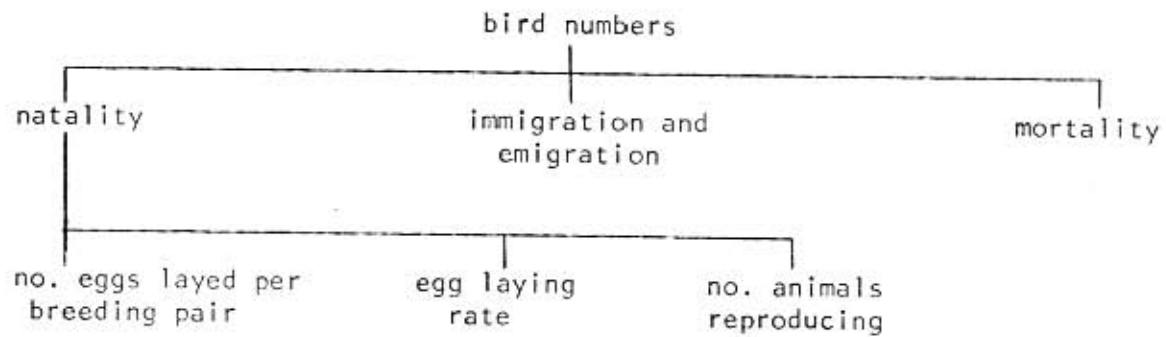 bird numbers
natality
immigration and
emigration
mortality
no. eggs layed per
breeding pair
egg laying
rate
no. animals
reproducing